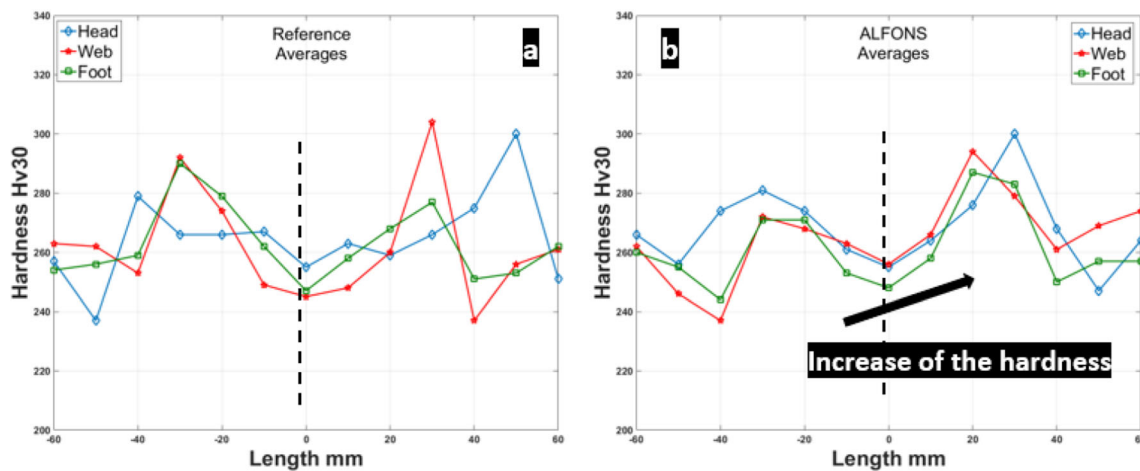 340
320
300
280
260
240
220
200
-60
-40
-20
0
20
40
60
Hardness Hv30
Length mm
Head
Web
Foot
Reference
Averages
a
340
320
300
280
260
240
220
200
-60
-40
-20
0
20
40
60
Hardness Hv30
Length mm
b
ALFONS
Averages
Head
Web
Foot
Increase of the hardness